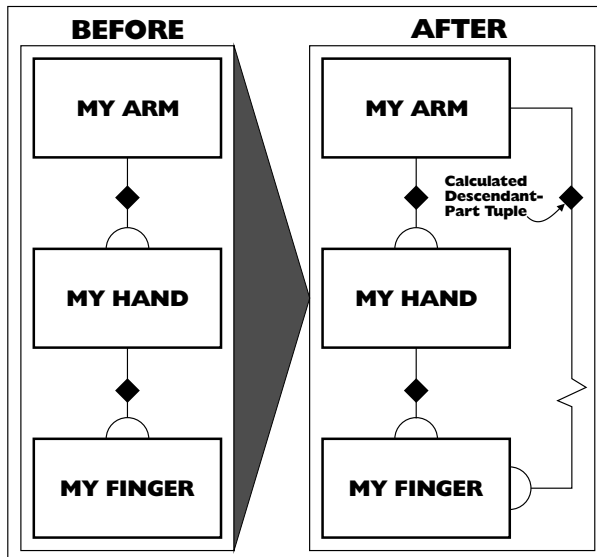 BEFORE
MY ARM
MY HAND
MY FINGER
AFTER
MY ARM
Calculated
Descendant-
Part Tuple
MY HAND
MY FINGER